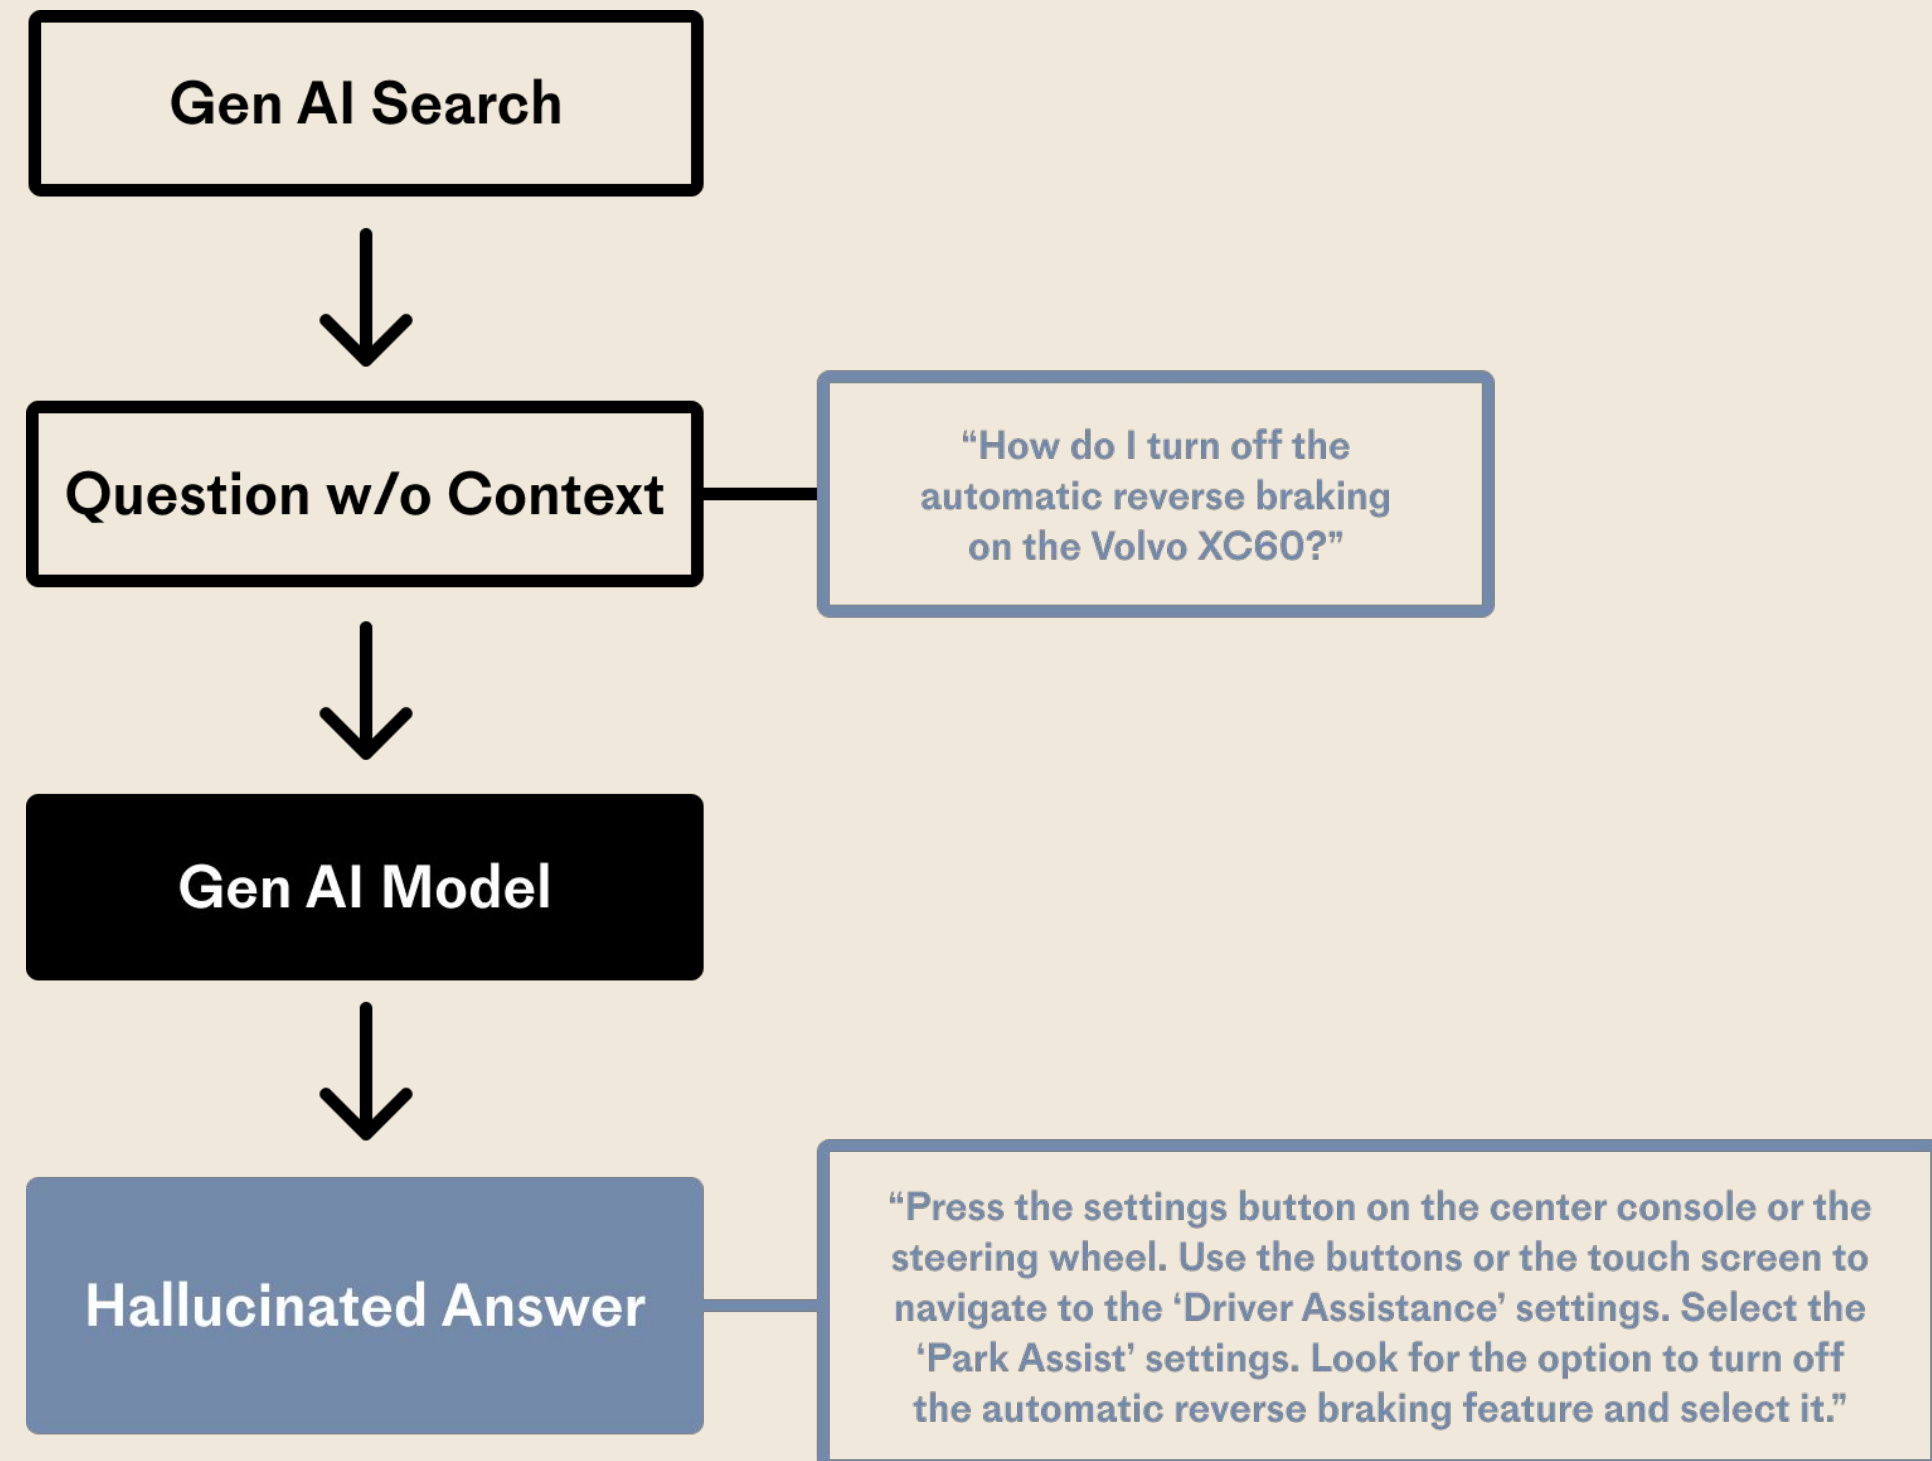 Gen AI Search
Question w/o Context
“How do I turn off the
automatic reverse braking
on the Volvo XC60?”
Gen AI Model
Hallucinated Answer
“Press the settings button on the center console or the
steering wheel. Use the buttons or the touch screen to
navigate to the ‘Driver Assistance’ settings. Select the
‘Park Assist’ settings. Look for the option to turn off
the automatic reverse braking feature and select it.”